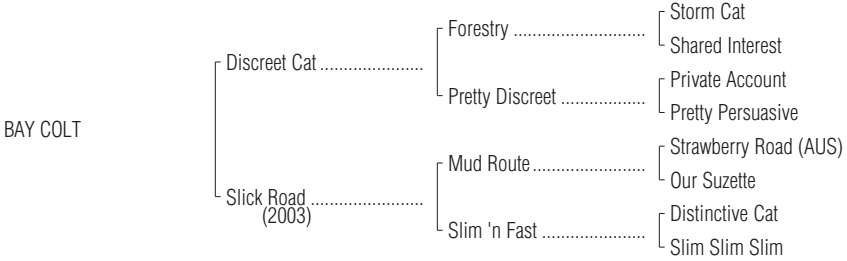 Storm Cat
Forestry ............................
Shared Interest
Discreet Cat ......................
Private Account
Pretty Discreet ..................
Pretty Persuasive
BAY COLT
Strawberry Road (AUS)
Mud Route ........................
Our Suzette
Slick Road ........................
(2003)
Distinctive Cat
Slim 'n Fast ......................
Slim Slim Slim